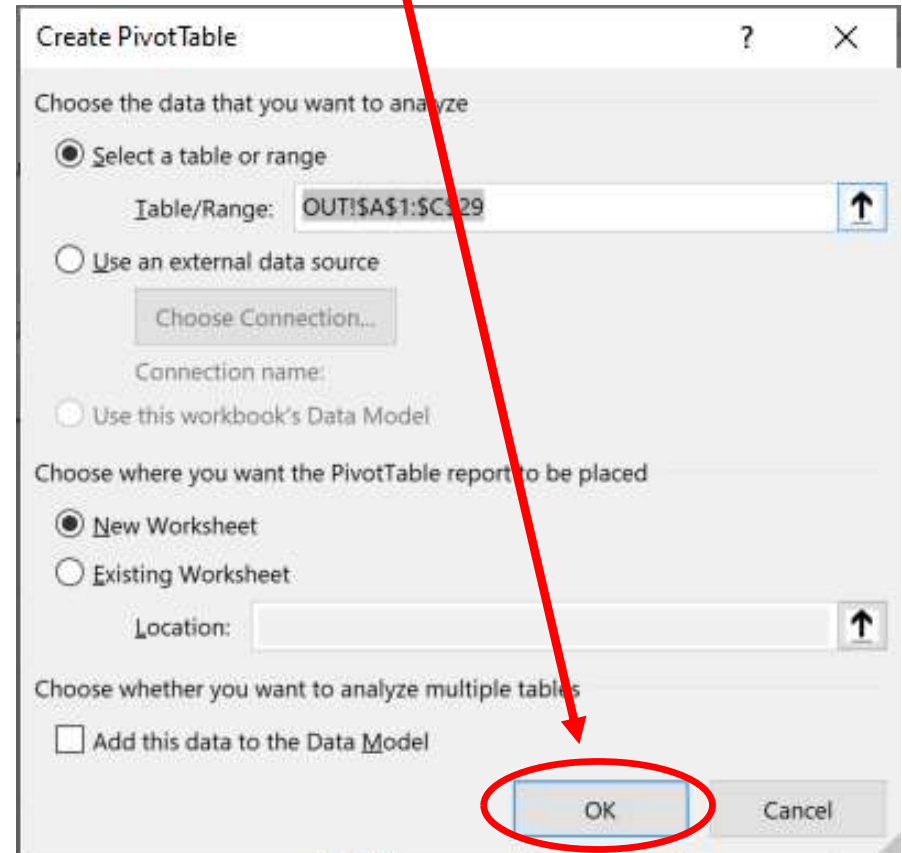 Create PivotTable ?
Choose the data that you want to analyze
Select a table or range
Table/Range: OUT!$A$1:$C$29
Use an external data source
Choose Connection...
Connection name:
Use this workbook's Data Model
Choose where you want the PivotTable report to be placed
New Worksheet
Existing Worksheet
Location:
Choose whether you want to analyze multiple tables
Add this data to the Data Model
OK Cancel